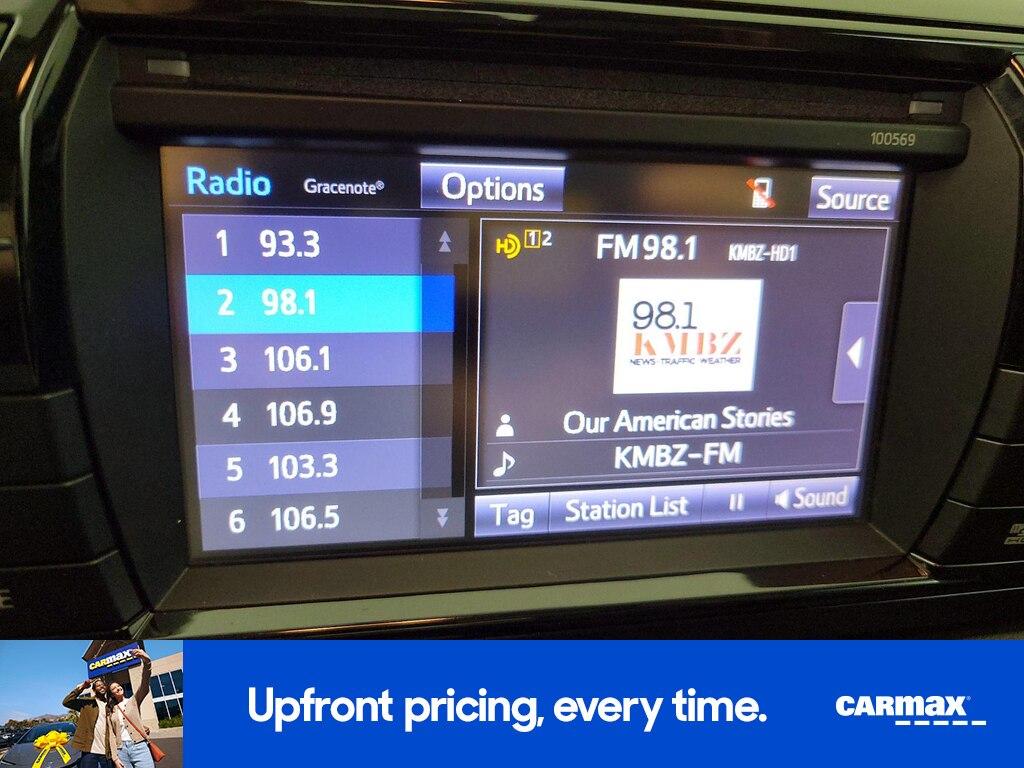 100569
Radio Gracenote® Options Source
1 93.3
2 98.1
3 106.1
4 106.9
5 103.3
6 106.5
HD 1 2 FM 98.1 KMBZ-HD1
98.1
KMBZ
NEWS TRAFFIC WEATHER
Our American Stories
KMBZ-FM
Tag Station List Sound
CARMAX
Upfront pricing, every time. CARMAX®